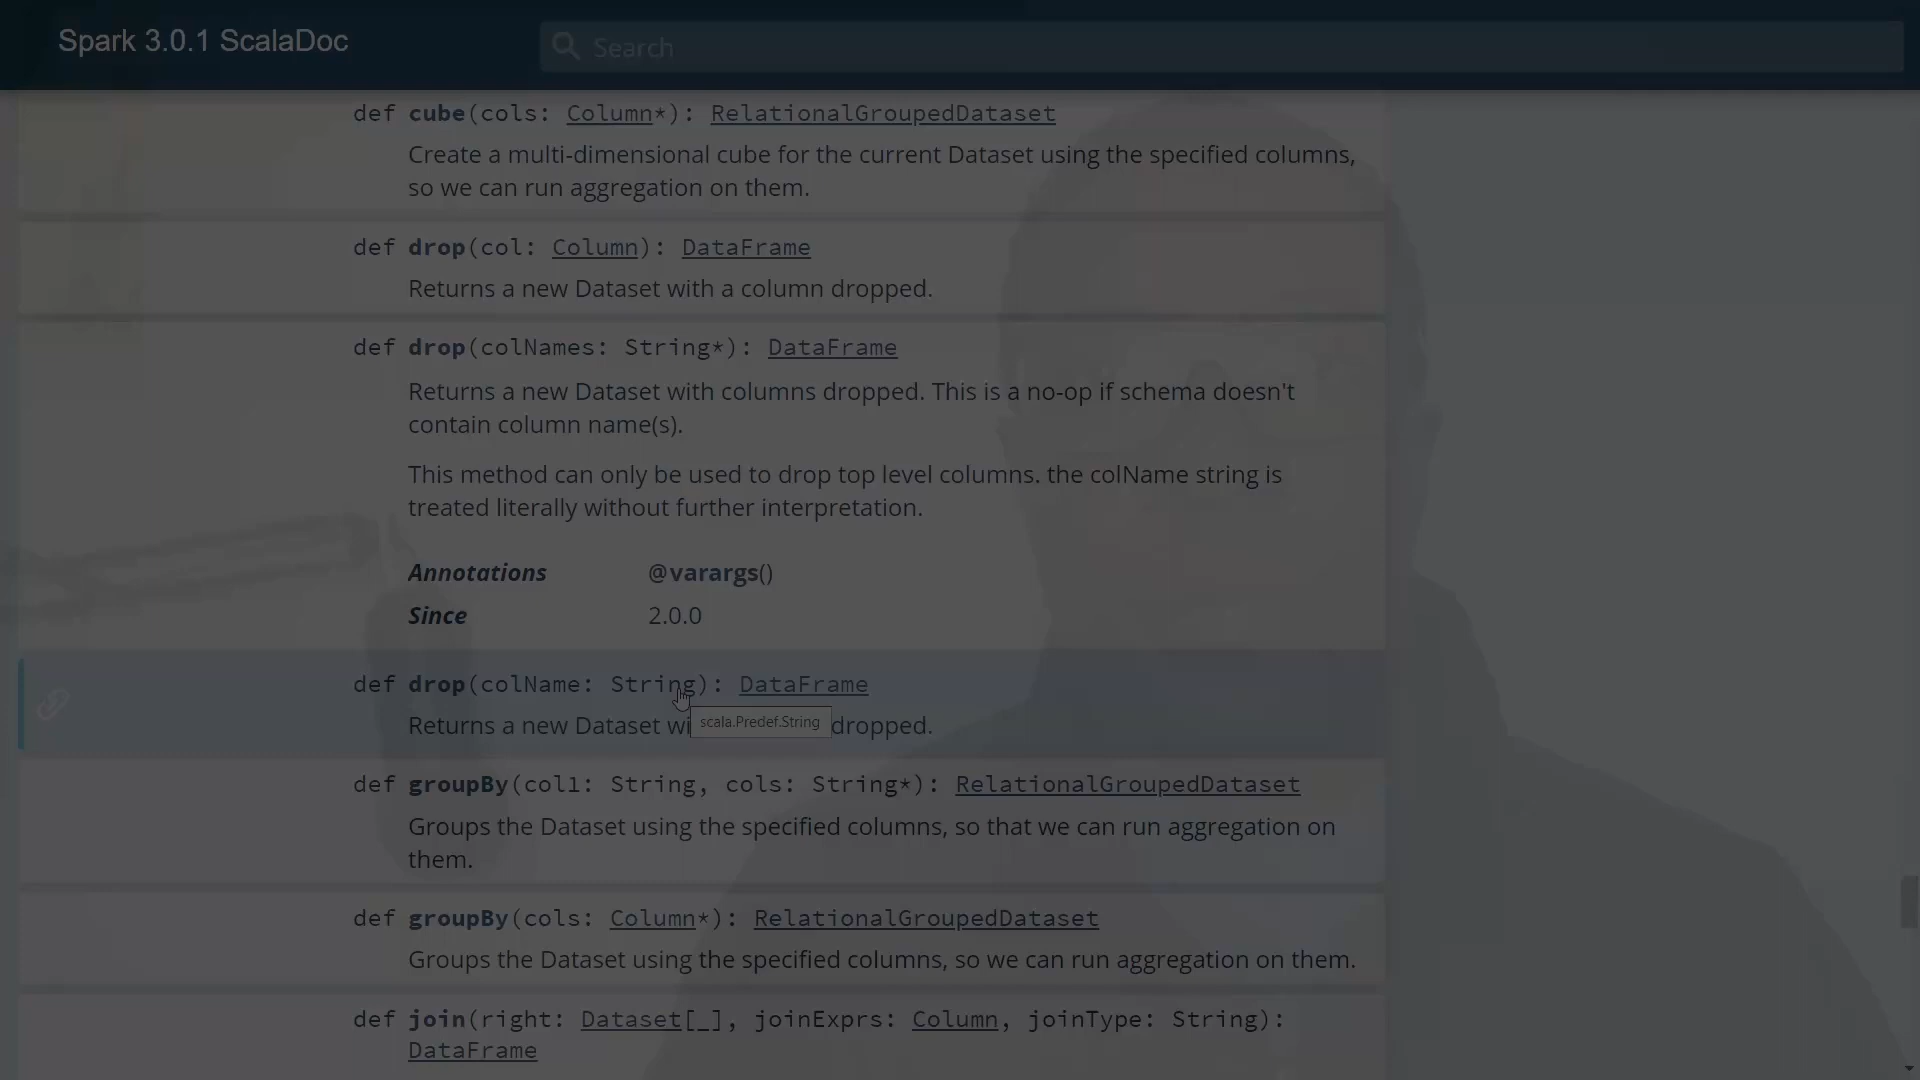 Spark 3.0.1 ScalaDoc
Search
def cube(cols: Column*): RelationalGroupedDataset
Create a multi-dimensional cube for the current Dataset using the specified columns,
so we can run aggregation on them.
def drop(col: Column): DataFrame
Returns a new Dataset with a column dropped.
def drop(colNames: String*): DataFrame
Returns a new Dataset with columns dropped. This is a no-op if schema doesn't
contain column name(s).
This method can only be used to drop top level columns. the colName string is
treated literally without further interpretation.
Annotations @varargs()
Since 2.0.0
def drop(colName: String): DataFrame
Returns a new Dataset dropped.
scala.Predef.String
def groupBy(col1: String, cols: String*): RelationalGroupedDataset
Groups the Dataset using the specified columns, so that we can run aggregation on
them.
def groupBy(cols: Column*): RelationalGroupedDataset
Groups the Dataset using the specified columns, so we can run aggregation on them.
def join(right: Dataset[_], joinExprs: Column, joinType: String):
DataFrame